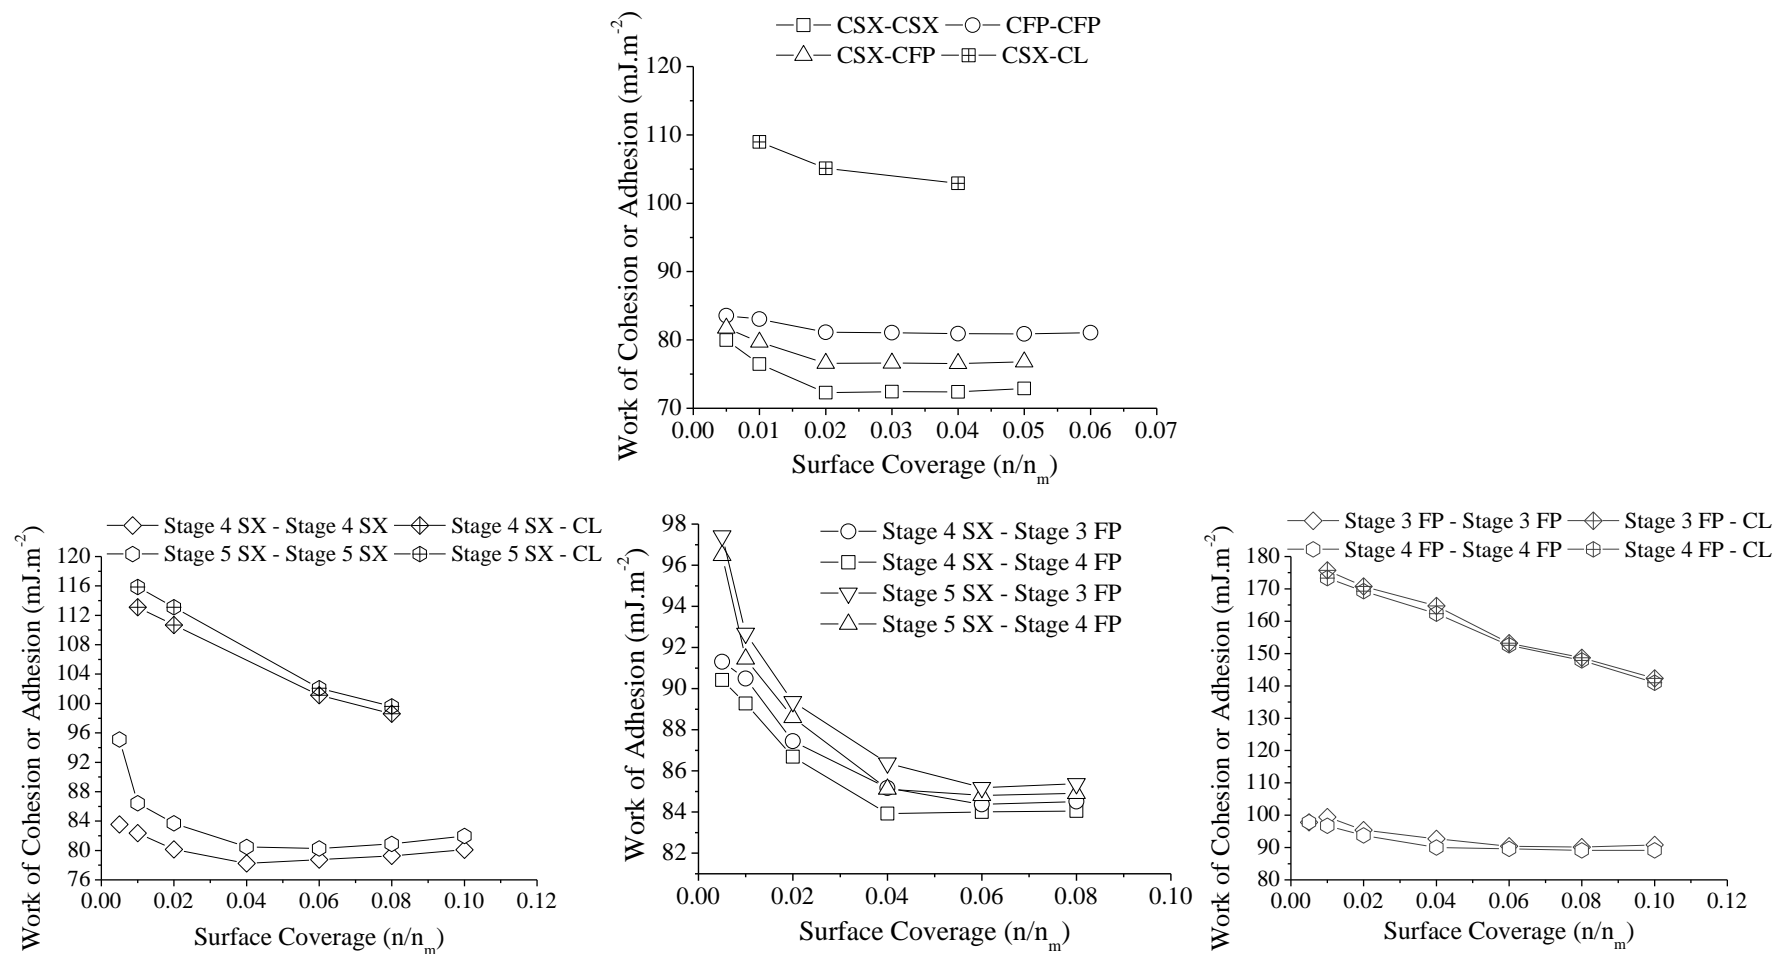 CSX-CSX CFP-CFP
CSX-CFP CSX-CL
Work of Cohesion or Adhesion (mJ.m⁻²)
120
110
100
90
80
70
0.00 0.01 0.02 0.03 0.04 0.05 0.06 0.07
Surface Coverage (n/nₘ)
Stage 4 SX - Stage 4 SX Stage 4 SX - CL
Stage 5 SX - Stage 5 SX Stage 5 SX - CL
Work of Cohesion or Adhesion (mJ.m⁻²)
120
116
112
108
104
100
96
92
88
84
80
76
0.00 0.02 0.04 0.06 0.08 0.10 0.12
Surface Coverage (n/nₘ)
Stage 4 SX - Stage 3 FP
Stage 4 SX - Stage 4 FP
Stage 5 SX - Stage 3 FP
Stage 5 SX - Stage 4 FP
Work of Adhesion (mJ.m⁻²)
98
96
94
92
90
88
86
84
82
0.00 0.02 0.04 0.06 0.08 0.10
Surface Coverage (n/nₘ)
Stage 3 FP - Stage 3 FP Stage 3 FP - CL
Stage 4 FP - Stage 4 FP Stage 4 FP - CL
Work of Cohesion or Adhesion (mJ.m⁻²)
180
170
160
150
140
130
120
110
100
90
80
0.00 0.02 0.04 0.06 0.08 0.10 0.12
Surface Coverage (n/nₘ)